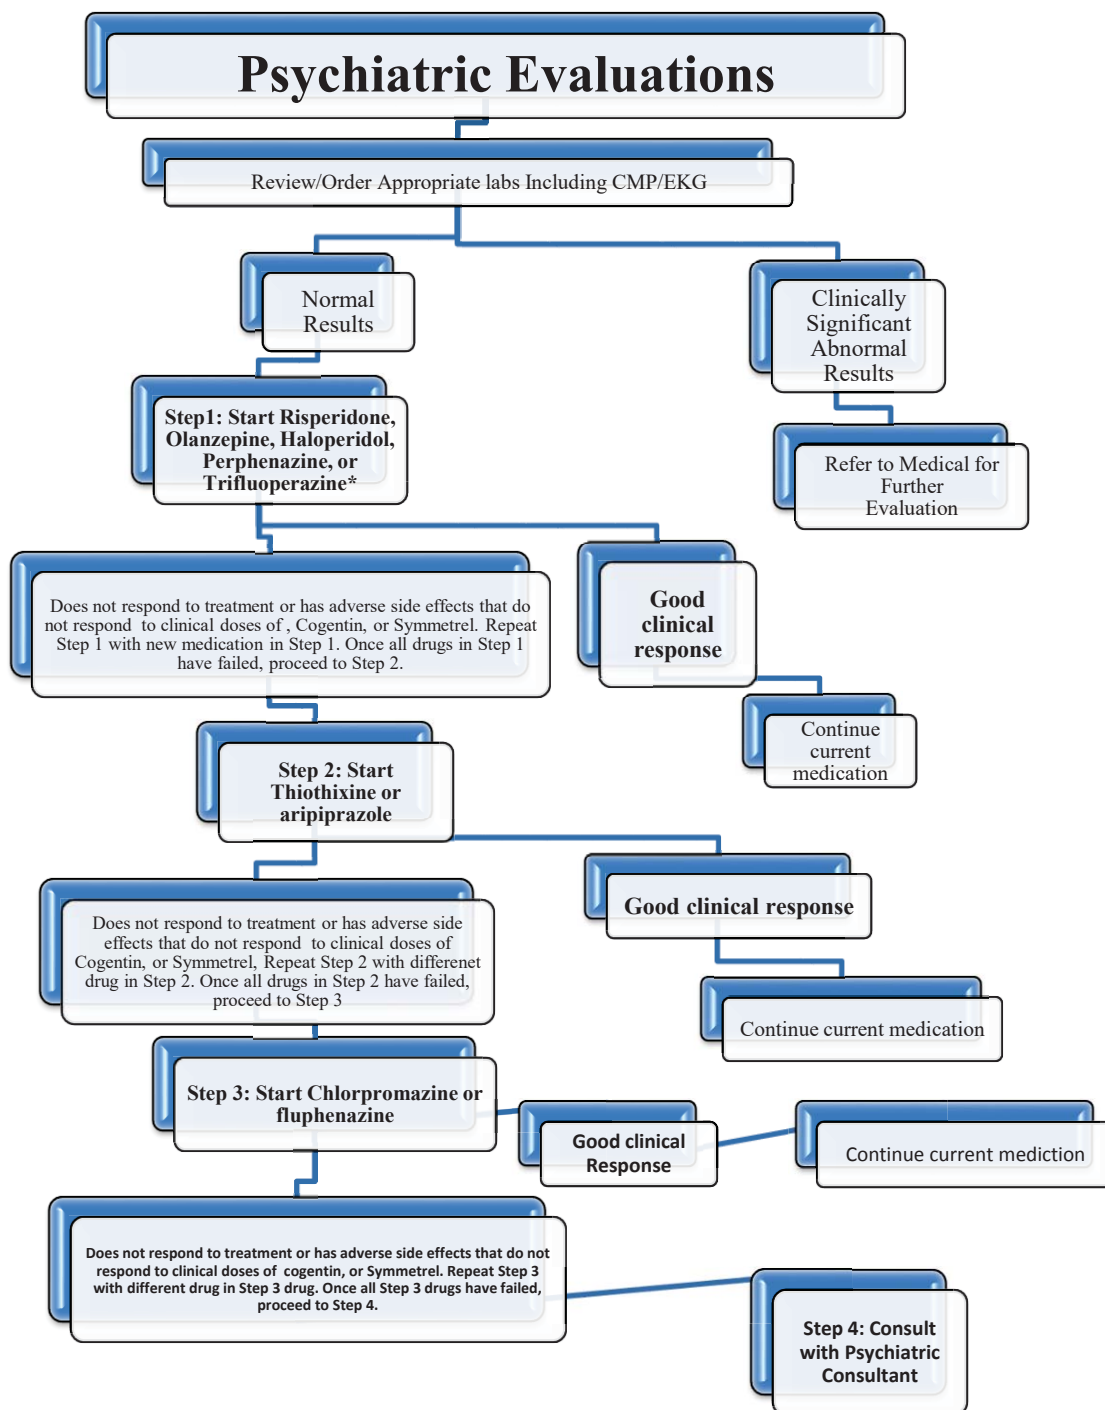 Psychiatric Evaluations
Review/Order Appropriate labs Including CMP/EKG
Normal
Results
Clinically
Significant
Abnormal
Results
Step1: Start Risperidone,
Olanzepine, Haloperidol,
Perphenazine, or
Trifluoperazine*
Refer to Medical for
Further
Evaluation
Does not respond to treatment or has adverse side effects that do
not respond to clinical doses of , Cogentin, or Symmetrel. Repeat
Step 1 with new medication in Step 1. Once all drugs in Step 1
have failed, proceed to Step 2.
Good
clinical
response
Continue
current
medication
Step 2: Start
Thiothixine or
aripiprazole
Does not respond to treatment or has adverse side
effects that do not respond to clinical doses of
Cogentin, or Symmetrel, Repeat Step 2 with differenet
drug in Step 2. Once all drugs in Step 2 have failed,
proceed to Step 3
Good clinical response
Continue current medication
Step 3: Start Chlorpromazine or
fluphenazine
Good clinical
Response
Continue current mediction
Does not respond to treatment or has adverse side effects that do not
respond to clinical doses of cogentin, or Symmetrel. Repeat Step 3
with different drug in Step 3 drug. Once all Step 3 drugs have failed,
proceed to Step 4.
Step 4: Consult
with Psychiatric
Consultant